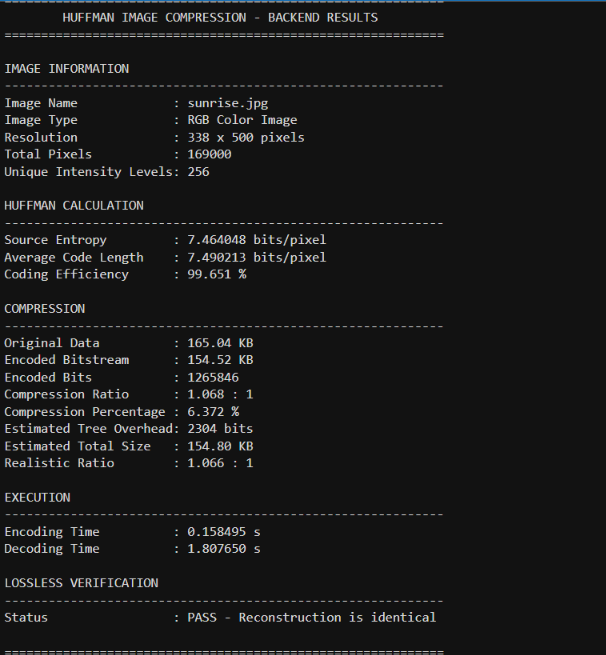 ============================================================
HUFFMAN IMAGE COMPRESSION - BACKEND RESULTS
============================================================
IMAGE INFORMATION
------------------------------------------------------------
Image Name             : sunrise.jpg
Image Type             : RGB Color Image
Resolution             : 338 x 500 pixels
Total Pixels           : 169000
Unique Intensity Levels: 256
HUFFMAN CALCULATION
------------------------------------------------------------
Source Entropy         : 7.464048 bits/pixel
Average Code Length    : 7.490213 bits/pixel
Coding Efficiency      : 99.651 %
COMPRESSION
------------------------------------------------------------
Original Data          : 165.04 KB
Encoded Bitstream      : 154.52 KB
Encoded Bits           : 1265846
Compression Ratio      : 1.068 : 1
Compression Percentage : 6.372 %
Estimated Tree Overhead: 2304 bits
Estimated Total Size   : 154.80 KB
Realistic Ratio        : 1.066 : 1
EXECUTION
------------------------------------------------------------
Encoding Time          : 0.158495 s
Decoding Time          : 1.807650 s
LOSSLESS VERIFICATION
------------------------------------------------------------
Status                 : PASS - Reconstruction is identical
============================================================